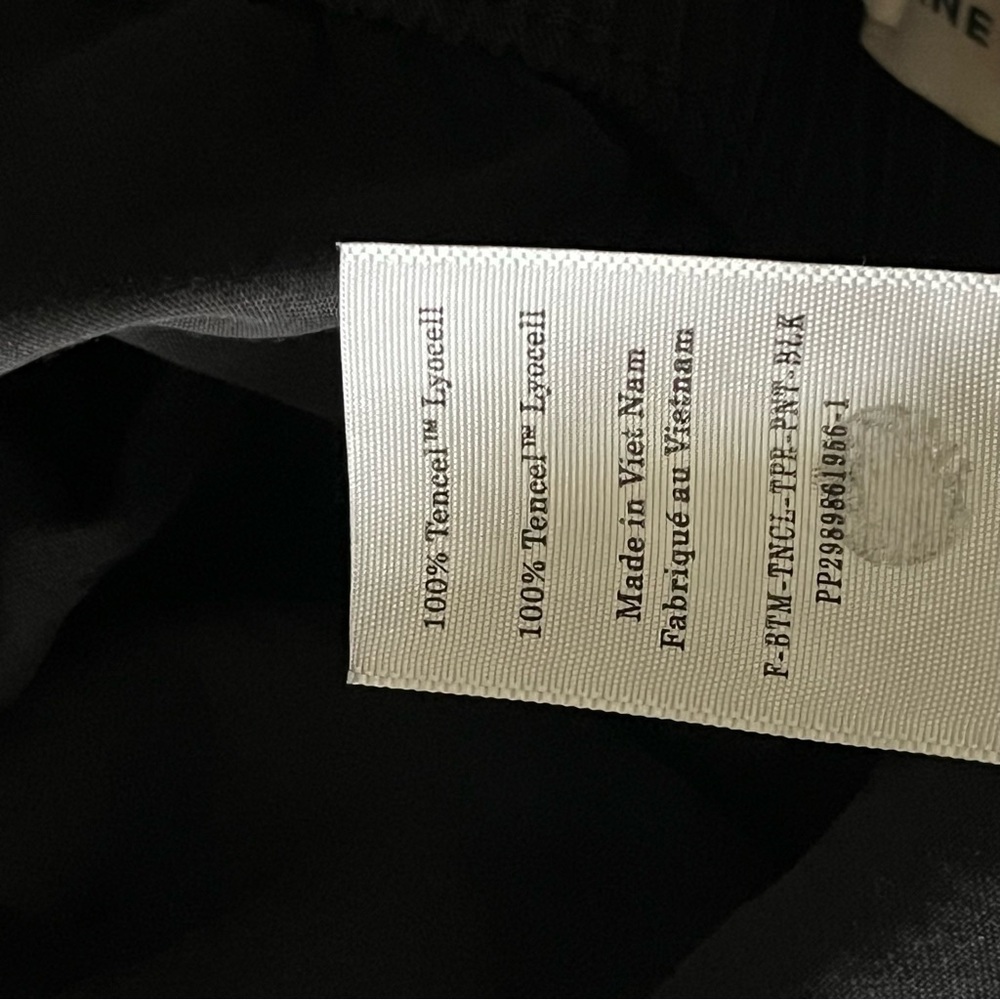 100% Tencel™ Lyocell
100% Tencel™ Lyocell
Made in Viet Nam
Fabriqué au Vietnam
F-BTM-TNCL-TPR-PNT-BLK
PP2989861966-1